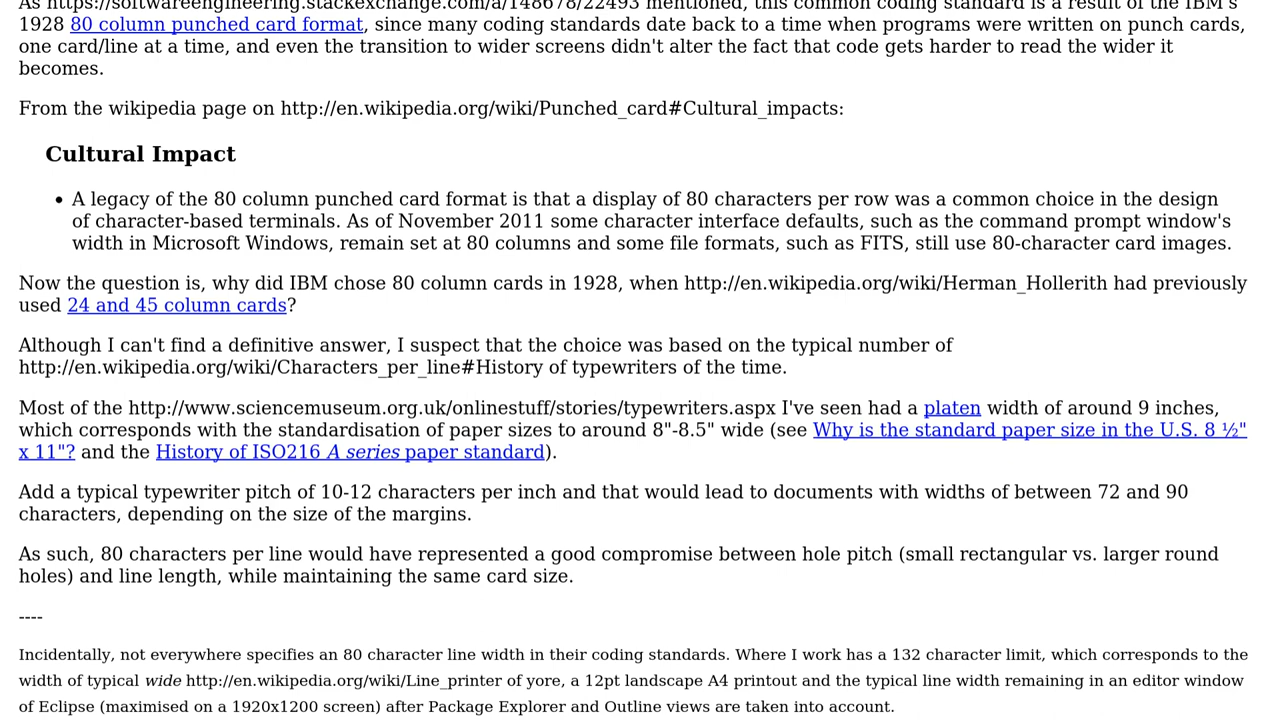 As https://softwareengineering.stackexchange.com/a/148678/22493 mentioned, this common coding standard is a result of the IBM's
1928 80 column punched card format, since many coding standards date back to a time when programs were written on punch cards,
one card/line at a time, and even the transition to wider screens didn't alter the fact that code gets harder to read the wider it
becomes.
From the wikipedia page on http://en.wikipedia.org/wiki/Punched_card#Cultural_impacts:
Cultural Impact
• A legacy of the 80 column punched card format is that a display of 80 characters per row was a common choice in the design
of character-based terminals. As of November 2011 some character interface defaults, such as the command prompt window's
width in Microsoft Windows, remain set at 80 columns and some file formats, such as FITS, still use 80-character card images.
Now the question is, why did IBM chose 80 column cards in 1928, when http://en.wikipedia.org/wiki/Herman_Hollerith had previously
used 24 and 45 column cards?
Although I can't find a definitive answer, I suspect that the choice was based on the typical number of
http://en.wikipedia.org/wiki/Characters_per_line#History of typewriters of the time.
Most of the http://www.sciencemuseum.org.uk/onlinestuff/stories/typewriters.aspx I've seen had a platen width of around 9 inches,
which corresponds with the standardisation of paper sizes to around 8"-8.5" wide (see Why is the standard paper size in the U.S. 8 ½"
x 11"? and the History of ISO216 A series paper standard).
Add a typical typewriter pitch of 10-12 characters per inch and that would lead to documents with widths of between 72 and 90
characters, depending on the size of the margins.
As such, 80 characters per line would have represented a good compromise between hole pitch (small rectangular vs. larger round
holes) and line length, while maintaining the same card size.
----
Incidentally, not everywhere specifies an 80 character line width in their coding standards. Where I work has a 132 character limit, which corresponds to the
width of typical wide http://en.wikipedia.org/wiki/Line_printer of yore, a 12pt landscape A4 printout and the typical line width remaining in an editor window
of Eclipse (maximised on a 1920x1200 screen) after Package Explorer and Outline views are taken into account.